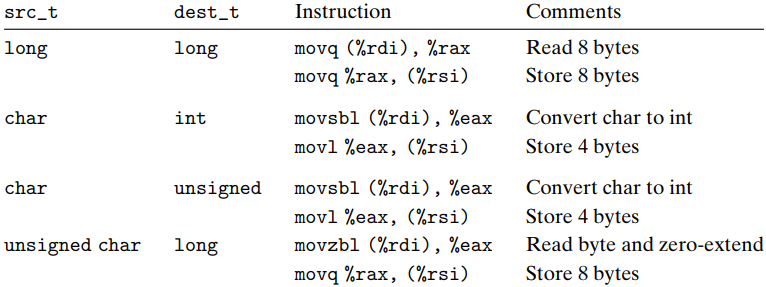 src_t dest_t Instruction Comments
long long movq (%rdi), %rax Read 8 bytes
movq %rax, (%rsi) Store 8 bytes
char int movsbl (%rdi), %eax Convert char to int
movl %eax, (%rsi) Store 4 bytes
char unsigned movsbl (%rdi), %eax Convert char to int
movl %eax, (%rsi) Store 4 bytes
unsigned char long movzbl (%rdi), %eax Read byte and zero-extend
movq %rax, (%rsi) Store 8 bytes